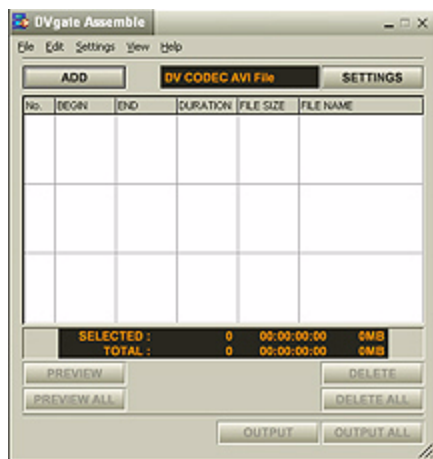 DVgate Assemble
File Edit Settings View Help
ADD DV CODEC AVI File SETTINGS
No. BEGIN END DURATION FILE SIZE FILE NAME
SELECTED : 0 00:00:00:00 0MB
TOTAL : 0 00:00:00:00 0MB
PREVIEW DELETE
PREVIEW ALL DELETE ALL
OUTPUT OUTPUT ALL